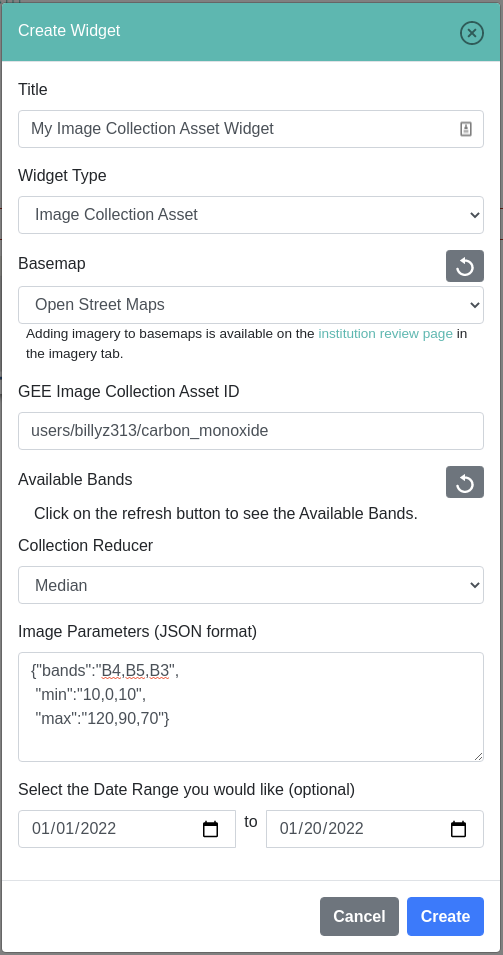 Create Widget
Title
My Image Collection Asset Widget
Widget Type
Image Collection Asset
Basemap
Open Street Maps
Adding imagery to basemaps is available on the institution review page in
the imagery tab.
GEE Image Collection Asset ID
users/billyz313/carbon_monoxide
Available Bands
Click on the refresh button to see the Available Bands.
Collection Reducer
Median
Image Parameters (JSON format)
{"bands":"B4,B5,B3",
"min":"10,0,10",
"max":"120,90,70"}
Select the Date Range you would like (optional)
01/01/2022 to 01/20/2022
Cancel Create